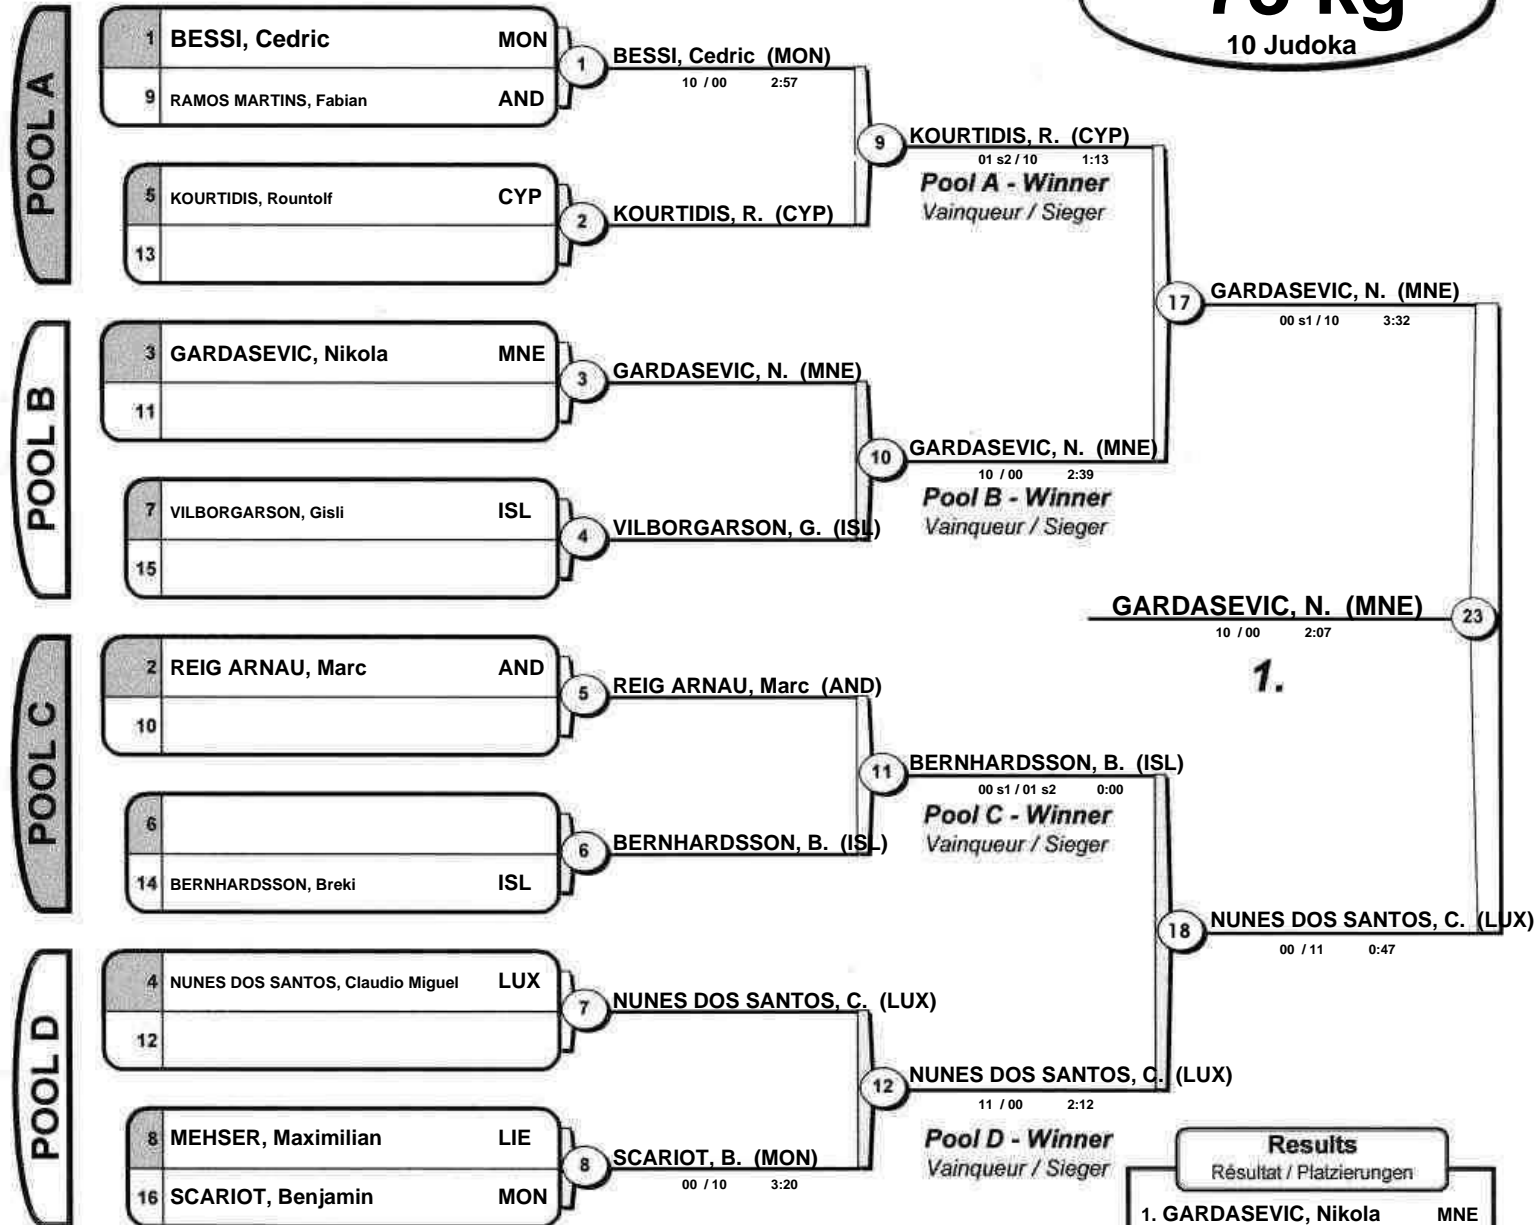 73 kg
10 Judoka
POOL A
1 BESSI, Cedric MON
9 RAMOS MARTINS, Fabian AND
1
BESSI, Cedric (MON)
10 / 00 2:57
5 KOURTIDIS, Rountolf CYP
13
2
KOURTIDIS, R. (CYP)
9
KOURTIDIS, R. (CYP)
01 s2 / 10 1:13
Pool A - Winner
Vainqueur / Sieger
POOL B
3 GARDASEVIC, Nikola MNE
11
3
GARDASEVIC, N. (MNE)
7 VILBORGARSON, Gisli ISL
15
4
VILBORGARSON, G. (ISL)
10
GARDASEVIC, N. (MNE)
10 / 00 2:39
Pool B - Winner
Vainqueur / Sieger
17
GARDASEVIC, N. (MNE)
00 s1 / 10 3:32
POOL C
2 REIG ARNAU, Marc AND
10
5
REIG ARNAU, Marc (AND)
6
14 BERNHARDSSON, Breki ISL
6
BERNHARDSSON, B. (ISL)
11
BERNHARDSSON, B. (ISL)
00 s1 / 01 s2 0:00
Pool C - Winner
Vainqueur / Sieger
POOL D
4 NUNES DOS SANTOS, Claudio Miguel LUX
12
7
NUNES DOS SANTOS, C. (LUX)
8 MEHSER, Maximilian LIE
16 SCARIOT, Benjamin MON
8
SCARIOT, B. (MON)
00 / 10 3:20
12
NUNES DOS SANTOS, C. (LUX)
11 / 00 2:12
Pool D - Winner
Vainqueur / Sieger
18
NUNES DOS SANTOS, C. (LUX)
00 / 11 0:47
GARDASEVIC, N. (MNE)
10 / 00 2:07
23
1.
Results
Résultat / Platzierungen
1. GARDASEVIC, Nikola MNE